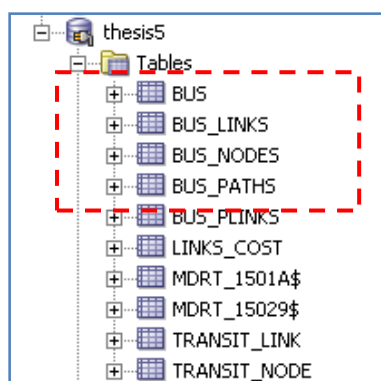 thesis5
Tables
BUS
BUS_LINKS
BUS_NODES
BUS_PATHS
BUS_PLINKS
LINKS_COST
MDRT_1501A$
MDRT_15029$
TRANSIT_LINK
TRANSIT_NODE